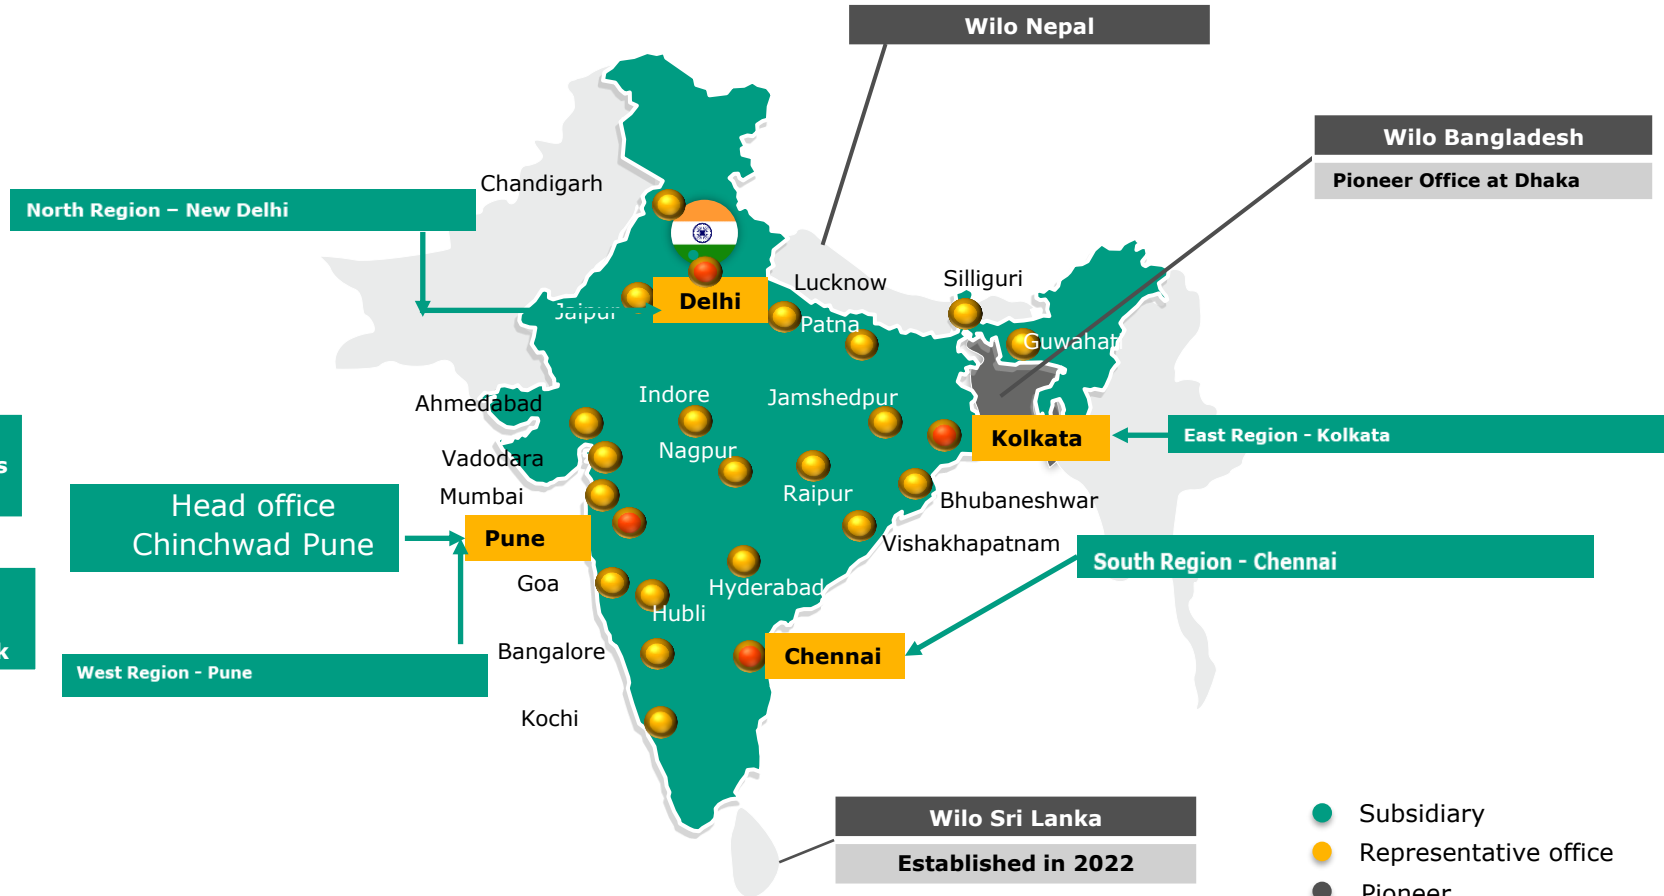 Wilo Nepal
Wilo Bangladesh
Pioneer Office at Dhaka
Chandigarh
North Region – New Delhi
Lucknow
Silliguri
Delhi
Jaipur
Patna
Guwahat
Indore
Jamshedpur
Ahmedabad
Kolkata
East Region - Kolkata
Nagpur
Vadodara
s
Raipur
Mumbai
Bhubaneshwar
Head office
Chinchwad Pune
Pune
Vishakhapatnam
South Region - Chennai
Goa
Hyderabad
Hubli
k
Bangalore
Chennai
West Region - Pune
Kochi
Wilo Sri Lanka
Established in 2022
Subsidiary
Representative office
Pioneer